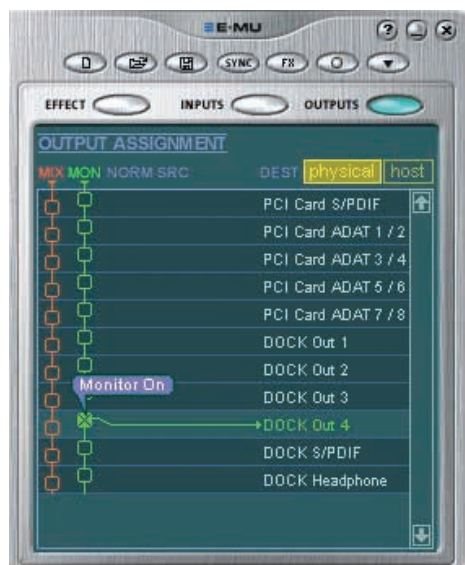 E-MU
?
SYNC FX
EFFECT INPUTS OUTPUTS
OUTPUT ASSIGNMENT
MIX MON NORM SRC DEST physical host
PCI Card S/PDIF
PCI Card ADAT 1 / 2
PCI Card ADAT 3 / 4
PCI Card ADAT 5 / 6
PCI Card ADAT 7 / 8
DOCK Out 1
DOCK Out 2
Monitor On
DOCK Out 3
DOCK Out 4
DOCK S/PDIF
DOCK Headphone